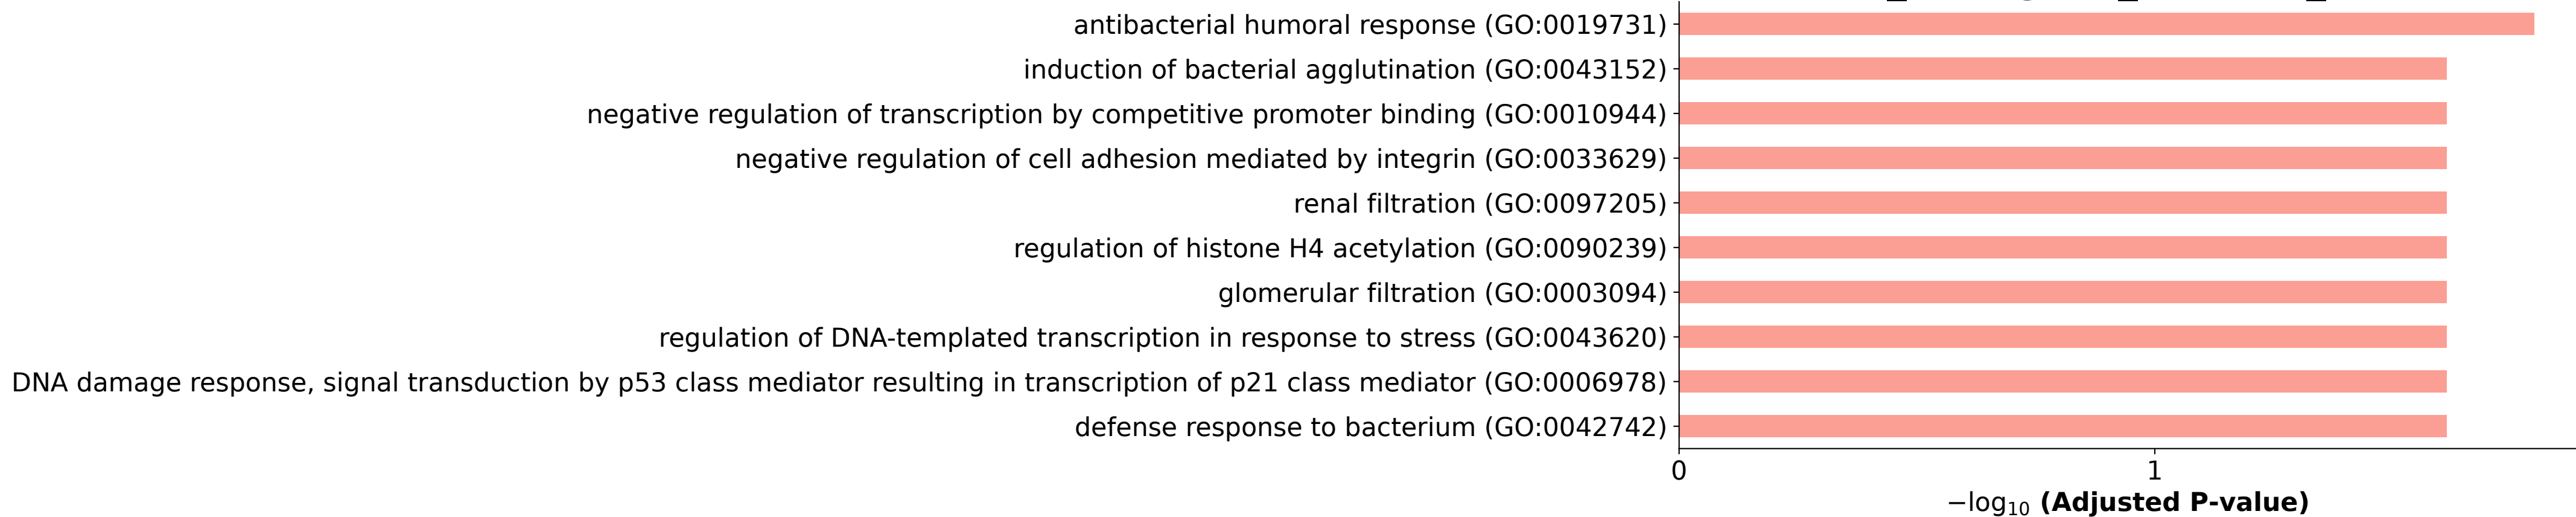 antibacterial humoral response (GO:0019731)
induction of bacterial agglutination (GO:0043152)
negative regulation of transcription by competitive promoter binding (GO:0010944)
negative regulation of cell adhesion mediated by integrin (GO:0033629)
renal filtration (GO:0097205)
regulation of histone H4 acetylation (GO:0090239)
glomerular filtration (GO:0003094)
regulation of DNA-templated transcription in response to stress (GO:0043620)
DNA damage response, signal transduction by p53 class mediator resulting in transcription of p21 class mediator (GO:0006978)
defense response to bacterium (GO:0042742)
0 1
−log₁₀ (Adjusted P-value)